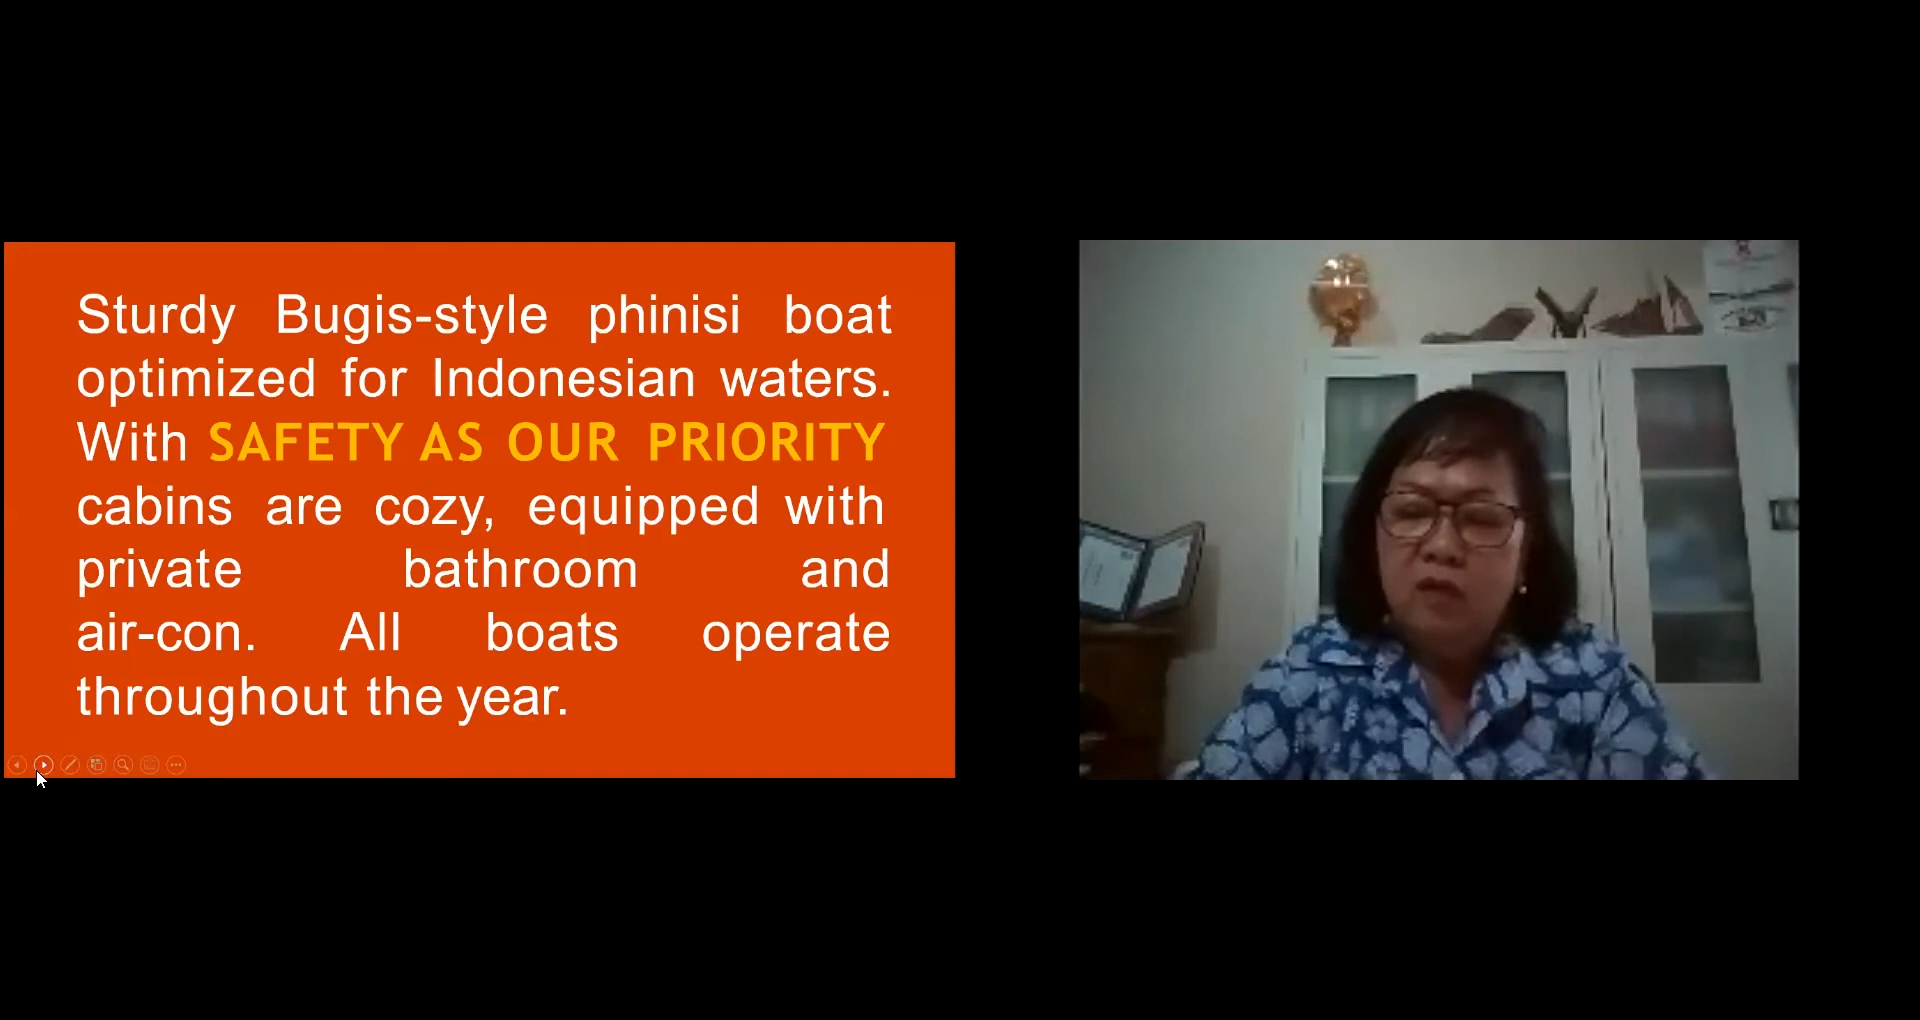 Sturdy Bugis-style phinisi boat
optimized for Indonesian waters.
With SAFETY AS OUR PRIORITY
cabins are cozy, equipped with
private bathroom and
air-con. All boats operate
throughout the year.